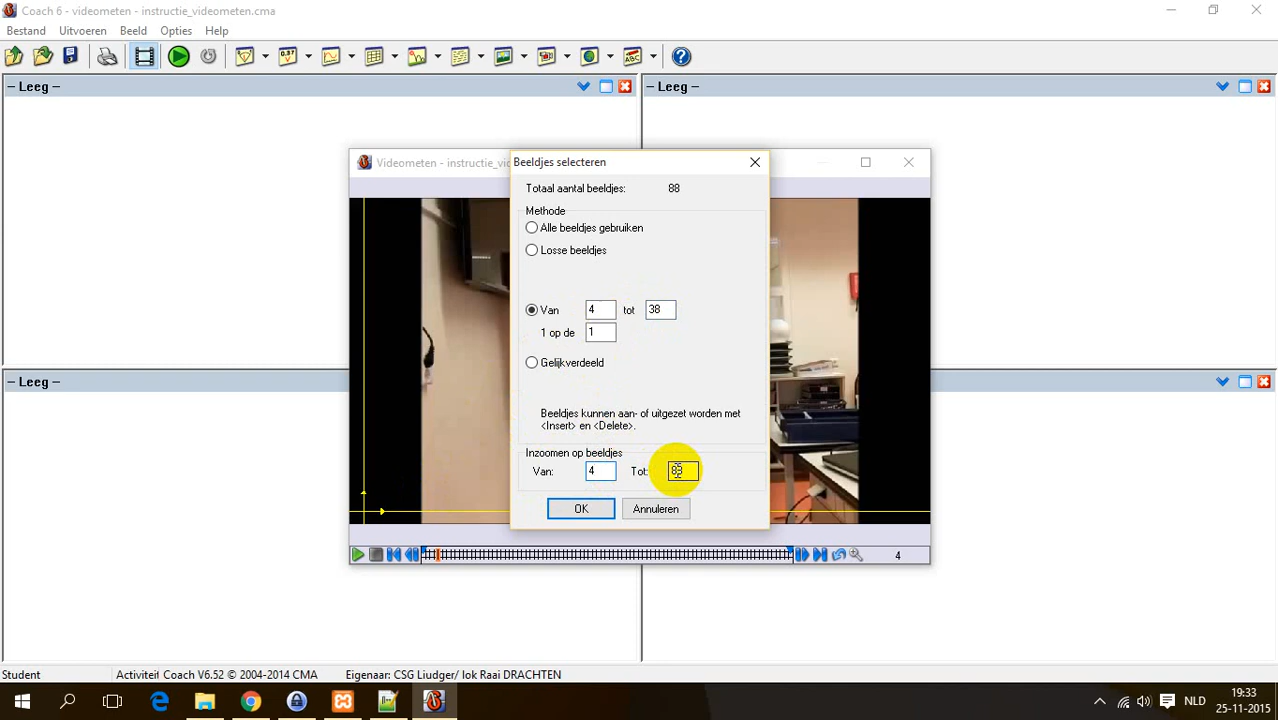 Coach 6 - videometen - instructie_videometen.cma
Bestand Uitvoeren Beeld Opties Help
– Leeg –
– Leeg –
Videometen - instructie_vi
Beeldjes selecteren
Totaal aantal beeldjes: 88
Methode
Alle beeldjes gebruiken
Losse beeldjes
Van 4 tot 38
1 op de 1
Gelijkverdeeld
Beeldjes kunnen aan- of uitgezet worden met
<Insert> en <Delete>.
Inzoomen op beeldjes
Van: 4 Tot:
OK Annuleren
4
– Leeg –
Student Activiteit Coach V6.52 © 2004-2014 CMA Eigenaar: CSG Liudger/ Iok Raai DRACHTEN
NLD
19:33
25-11-2015